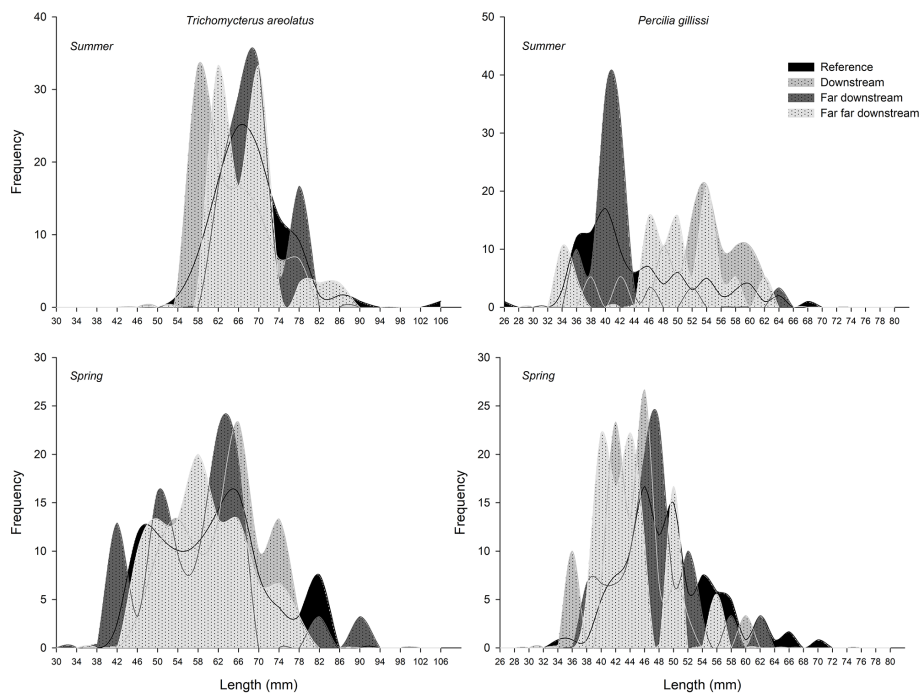 Trichomycterus areolatus
Percilia gillissi
40
30
20
10
0
Frequency
Summer
30 34 38 42 46 50 54 58 62 66 70 74 78 82 86 90 94 98 102 106
50
40
30
20
10
0
Frequency
Summer
Reference
Downstream
Far downstream
Far far downstream
26 28 30 32 34 36 38 40 42 44 46 48 50 52 54 56 58 60 62 64 66 68 70 72 74 76 78 80
30
25
20
15
10
5
0
Frequency
Spring
30 34 38 42 46 50 54 58 62 66 70 74 78 82 86 90 94 98 102 106
Length (mm)
30
25
20
15
10
5
0
Frequency
Spring
26 28 30 32 34 36 38 40 42 44 46 48 50 52 54 56 58 60 62 64 66 68 70 72 74 76 78 80
Length (mm)